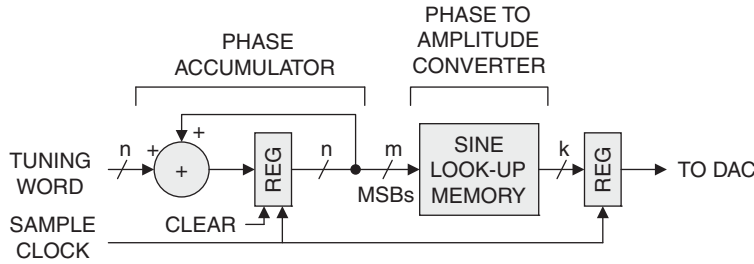 PHASE
ACCUMULATOR
PHASE TO
AMPLITUDE
CONVERTER
TUNING
WORD
n
+
+
+
REG
n
m
MSBs
SINE
LOOK-UP
MEMORY
k
REG
TO DAC
CLEAR
SAMPLE
CLOCK